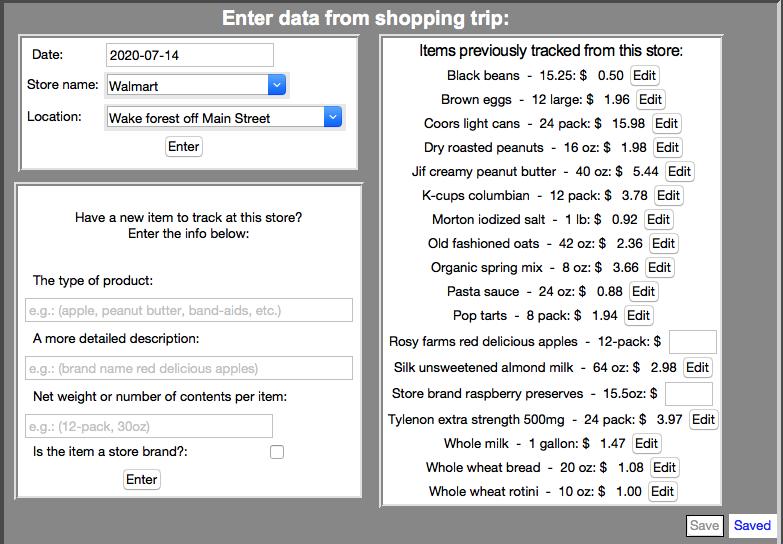 Enter data from shopping trip:
Date: 2020-07-14
Store name: Walmart
Location: Wake forest off Main Street
Enter
Have a new item to track at this store?
Enter the info below:
The type of product:
e.g.: (apple, peanut butter, band-aids, etc.)
A more detailed description:
e.g.: (brand name red delicious apples)
Net weight or number of contents per item:
e.g.: (12-pack, 30oz)
Is the item a store brand?:
Enter
Items previously tracked from this store:
Black beans - 15.25: $ 0.50 Edit
Brown eggs - 12 large: $ 1.96 Edit
Coors light cans - 24 pack: $ 15.98 Edit
Dry roasted peanuts - 16 oz: $ 1.98 Edit
Jif creamy peanut butter - 40 oz: $ 5.44 Edit
K-cups columbian - 12 pack: $ 3.78 Edit
Morton iodized salt - 1 lb: $ 0.92 Edit
Old fashioned oats - 42 oz: $ 2.36 Edit
Organic spring mix - 8 oz: $ 3.66 Edit
Pasta sauce - 24 oz: $ 0.88 Edit
Pop tarts - 8 pack: $ 1.94 Edit
Rosy farms red delicious apples - 12-pack: $
Silk unsweetened almond milk - 64 oz: $ 2.98 Edit
Store brand raspberry preserves - 15.5oz: $
Tylenon extra strength 500mg - 24 pack: $ 3.97 Edit
Whole milk - 1 gallon: $ 1.47 Edit
Whole wheat bread - 20 oz: $ 1.08 Edit
Whole wheat rotini - 10 oz: $ 1.00 Edit
Save Saved